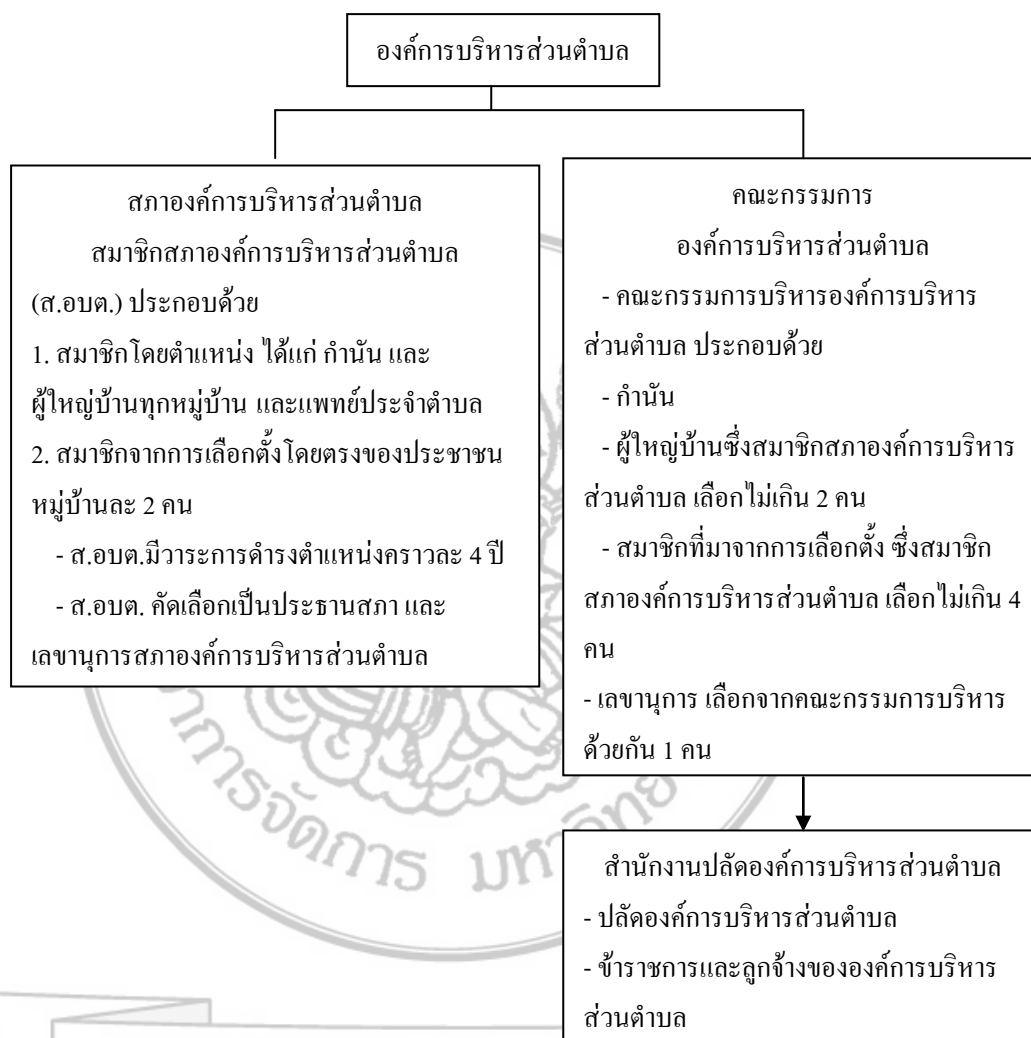 องค์การบริหารส่วนตำบล
สภาองค์การบริหารส่วนตำบล
สมาชิกสภาองค์การบริหารส่วนตำบล
(ส.อบต.) ประกอบด้วย
1. สมาชิกโดยตำแหน่ง ได้แก่ กำนัน และ
ผู้ใหญ่บ้านทุกหมู่บ้าน และแพทย์ประจำตำบล
2. สมาชิกจากการเลือกตั้งโดยตรงของประชาชน
หมู่บ้านละ 2 คน
- ส.อบต.มีวาระการดำรงตำแหน่งคราวละ 4 ปี
- ส.อบต. คัดเลือกเป็นประธานสภา และ
เลขานุการสภาองค์การบริหารส่วนตำบล
คณะกรรมการ
องค์การบริหารส่วนตำบล
- คณะกรรมการบริหารองค์การบริหาร
ส่วนตำบล ประกอบด้วย
- กำนัน
- ผู้ใหญ่บ้านซึ่งสมาชิกสภาองค์การบริหาร
ส่วนตำบล เลือกไม่เกิน 2 คน
- สมาชิกที่มาจากการเลือกตั้ง ซึ่งสมาชิก
สภาองค์การบริหารส่วนตำบล เลือกไม่เกิน 4
คน
- เลขานุการ เลือกจากคณะกรรมการบริหาร
ด้วยกัน 1 คน
สำนักงานปลัดองค์การบริหารส่วนตำบล
- ปลัดองค์การบริหารส่วนตำบล
- ข้าราชการและลูกจ้างขององค์การบริหาร
ส่วนตำบล
การจัดการ